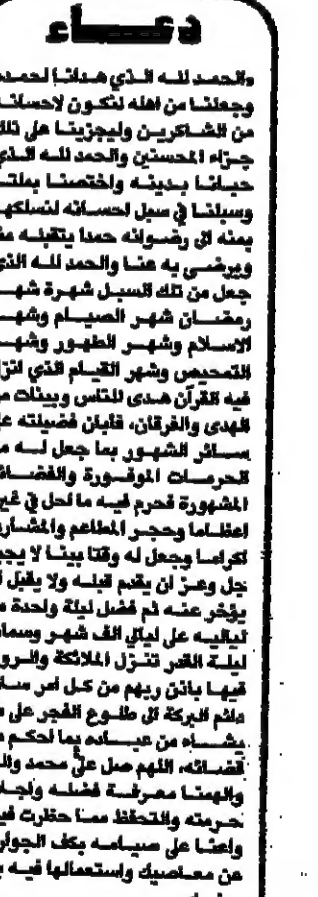 دعـــــاء
«الحمد لله الذي هدانا لحمده
وجعلنا من اهله لنكون لاحسانه
من الشاكرين وليجزينا على ذلك
جزاء المحسنين والحمد لله الذي
حبانا بدينه واختصنا بملته
وسبلنا في سبل احسانه لنسلكها
بمنه الى رضوانه حمدا يتقبله منا
ويرضى به عنا والحمد لله الذي
جعل من تلك السبل شهرة شهر
رمضان شهر الصيام وشهر
الاسلام وشهر الطهور وشهر
التمحيص وشهر القيام الذي انزل
فيه القرآن هدى للناس وبينات من
الهدى والفرقان، فأبان فضيلته على
سائر الشهور بما جعل له من
الحرمات الموفورة والفضائل
المشهورة فحرم فيه ما احل في غيره
اعظاما وحجر المطاعم والمشارب
اكراما وجعل له وقتا بينا لا يجيز
جل وعز ان يقدم قبله ولا يقبل ان
يؤخر عنه ثم فضل ليلة واحدة من
لياليه على ليالي الف شهر وسماها
ليلة القدر تنزل الملائكة والروح
فيها باذن ربهم من كل امر سلام
دائم البركة الى طلوع الفجر على من
يشاء من عباده بما احكم من
قضائه، اللهم صل على محمد واله
والهمنا معرفة فضله واجلال
حرمته والتحفظ مما حظرت فيه
واعنا على صيامه بكف الجوارح
عن معاصيك واستعمالها فيه بما